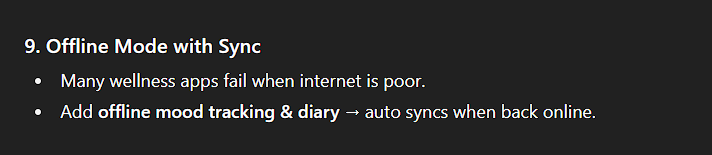 9. Offline Mode with Sync
• Many wellness apps fail when internet is poor.
• Add offline mood tracking & diary → auto syncs when back online.